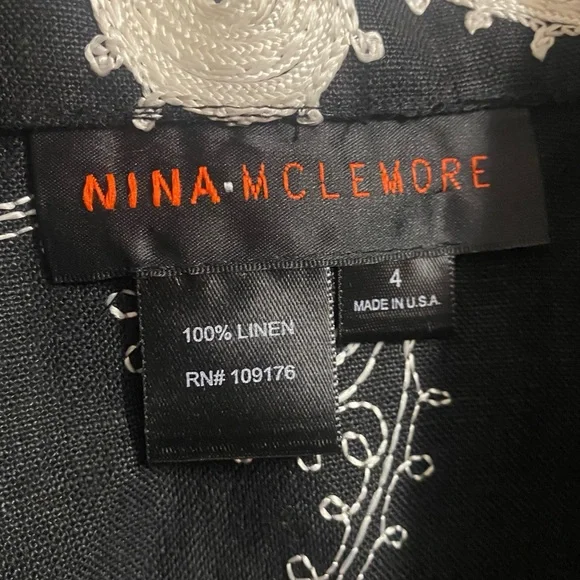 NINA·MCLEMORE
4
MADE IN U.S.A.
100% LINEN
RN# 109176